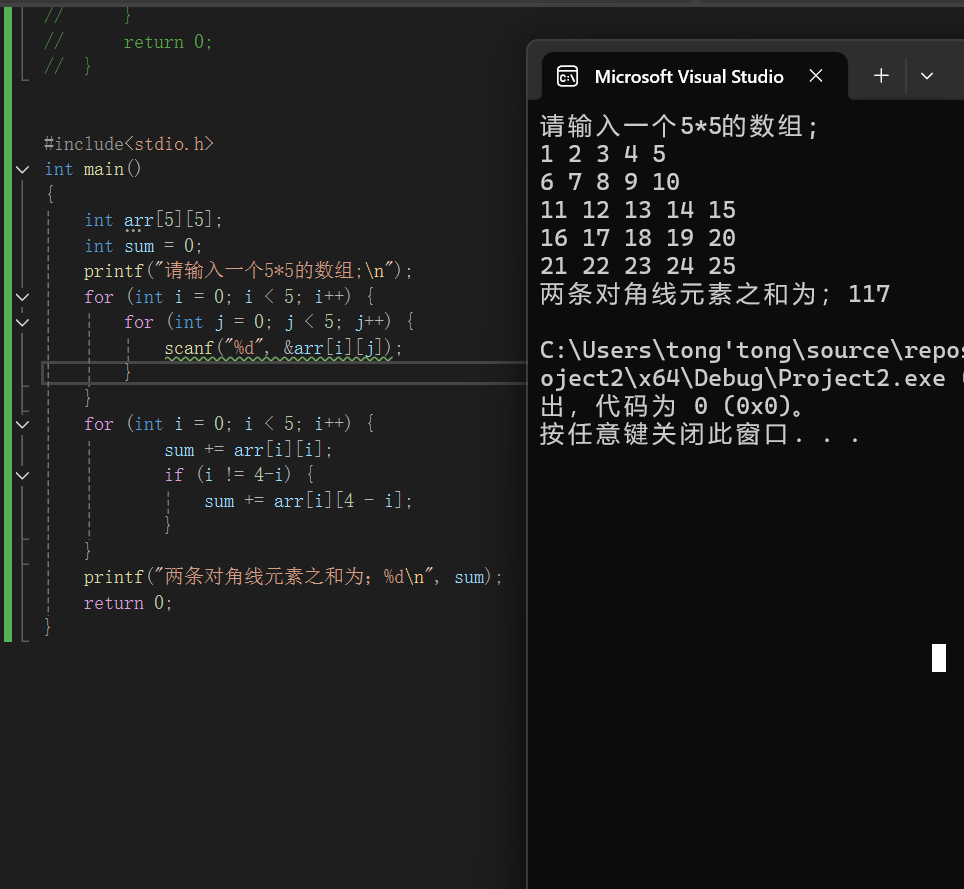 //      }
//      return 0;
//  }
#include<stdio.h>
int main()
{
    int arr[5][5];
    int sum = 0;
    printf("请输入一个5*5的数组;\n");
    for (int i = 0; i < 5; i++) {
        for (int j = 0; j < 5; j++) {
            scanf("%d", &arr[i][j]);
        }
    }
    for (int i = 0; i < 5; i++) {
            sum += arr[i][i];
            if (i != 4-i) {
                sum += arr[i][4 - i];
            }
    }
    printf("两条对角线元素之和为；%d\n", sum);
    return 0;
}
Microsoft Visual Studio
请输入一个5*5的数组;
1 2 3 4 5
6 7 8 9 10
11 12 13 14 15
16 17 18 19 20
21 22 23 24 25
两条对角线元素之和为；117
C:\Users\tong'tong\source\repos
oject2\x64\Debug\Project2.exe
出，代码为 0 (0x0)。
按任意键关闭此窗口. . .